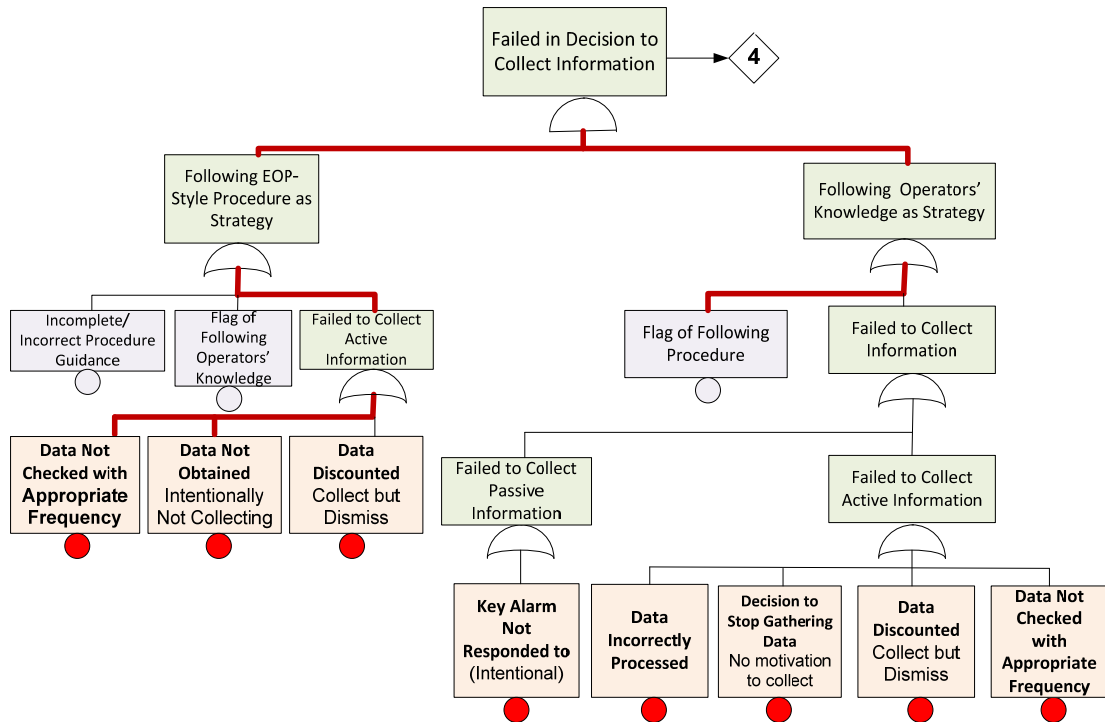 Failed in Decision to
Collect Information
4
Following EOP-
Style Procedure as
Strategy
Following Operators’
Knowledge as Strategy
Incomplete/
Incorrect Procedure
Guidance
Flag of
Following
Operators’
Knowledge
Failed to Collect
Active
Information
Flag of Following
Procedure
Failed to Collect
Information
Data Not
Checked with
Appropriate
Frequency
Data Not
Obtained
Intentionally
Not Collecting
Data
Discounted
Collect but
Dismiss
Failed to Collect
Passive
Information
Failed to Collect
Active Information
Key Alarm
Not
Responded to
(Intentional)
Data
Incorrectly
Processed
Decision to
Stop Gathering
Data
No motivation
to collect
Data
Discounted
Collect but
Dismiss
Data Not
Checked
with
Appropriate
Frequency